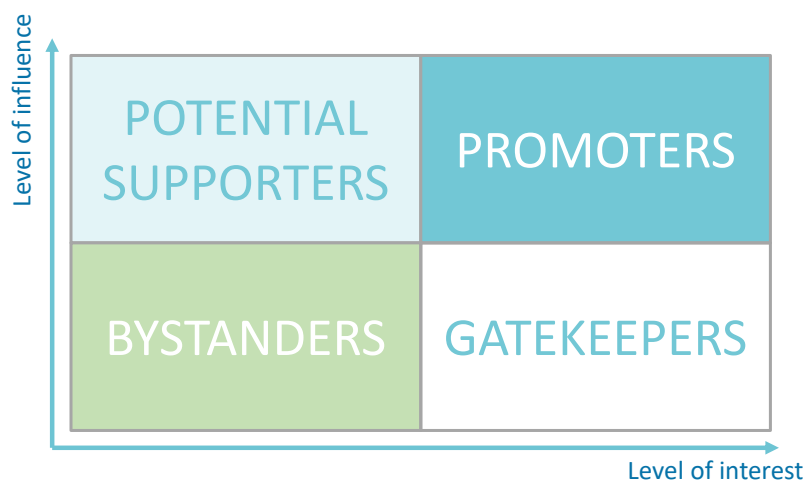 Level of influence
POTENTIAL
SUPPORTERS
PROMOTERS
BYSTANDERS
GATEKEEPERS
Level of interest